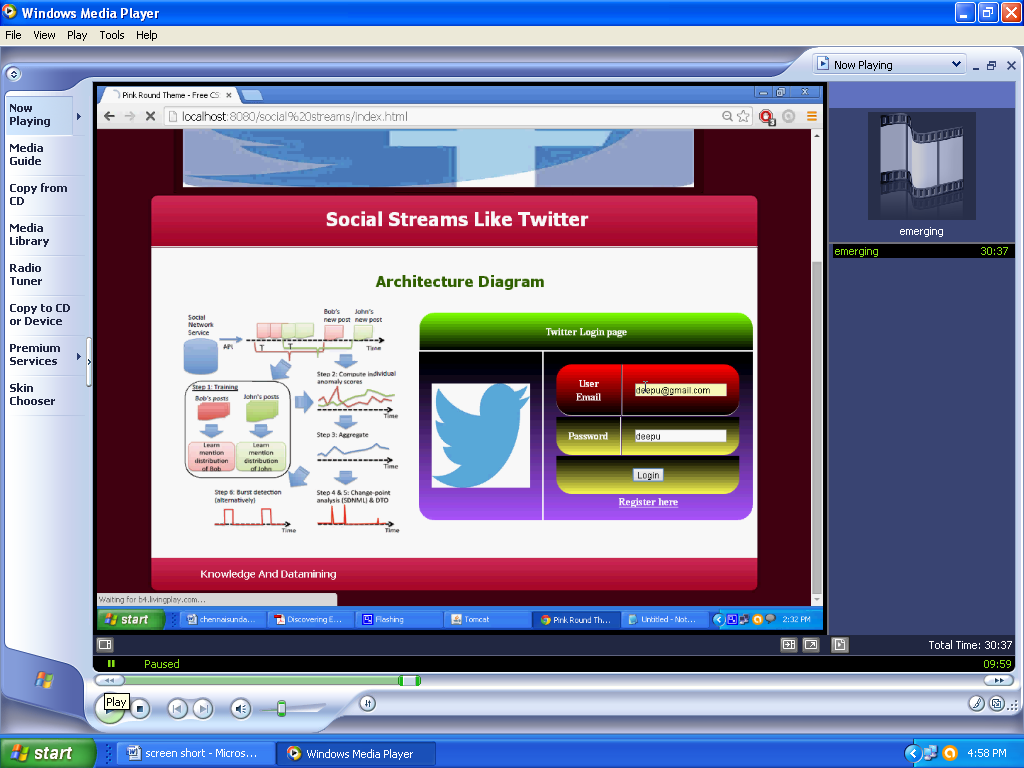 Windows Media Player
File View Play Tools Help
Now Playing
Now
Playing
Media
Guide
Copy from
CD
Media
Library
Radio
Tuner
Copy to CD
or Device
Premium
Services
Skin
Chooser
Pink Round Theme - Free CS
localhost:8080/social%20streams/index.html
Social Streams Like Twitter
Architecture Diagram
Social
Network
Service
API
Bob's
new post
John's
new post
T
T
Time
Step 1: Training
Bob's posts
John's posts
Learn
mention
distribution
of Bob
Learn
mention
distribution
of John
Step 2: Compute individual
anomaly scores
Time
Step 3: Aggregate
Time
Step 4 & 5: Change-point
analysis (SDNML) & DTO
Time
Step 6: Burst detection
(alternatively)
Time
Twitter Login page
User
Email
deepu@gmail.com
Password
deepu
Login
Register here
Knowledge And Datamining
Waiting for b4.livingplay.com...
start
chennaisunda...
Discovering E...
Flashing
Tomcat
Pink Round Th...
Untitled - Not...
2:32 PM
emerging
emerging 30:37
Total Time: 30:37
Paused
09:59
Play
start
screen short - Micros...
Windows Media Player
4:58 PM